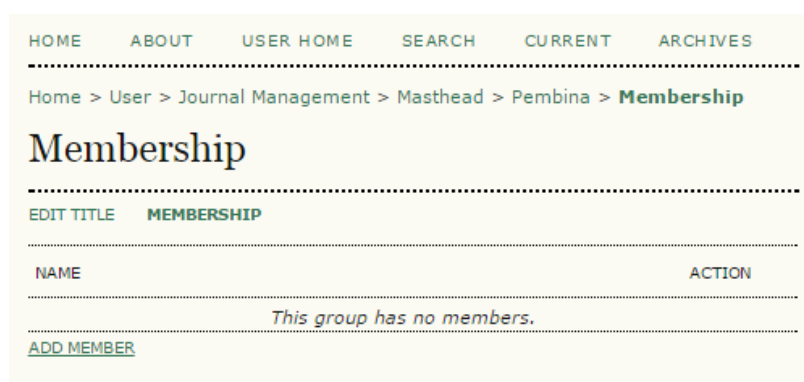 HOME ABOUT USER HOME SEARCH CURRENT ARCHIVES
Home > User > Journal Management > Masthead > Pembina > Membership
Membership
EDIT TITLE MEMBERSHIP
NAME ACTION
This group has no members.
ADD MEMBER